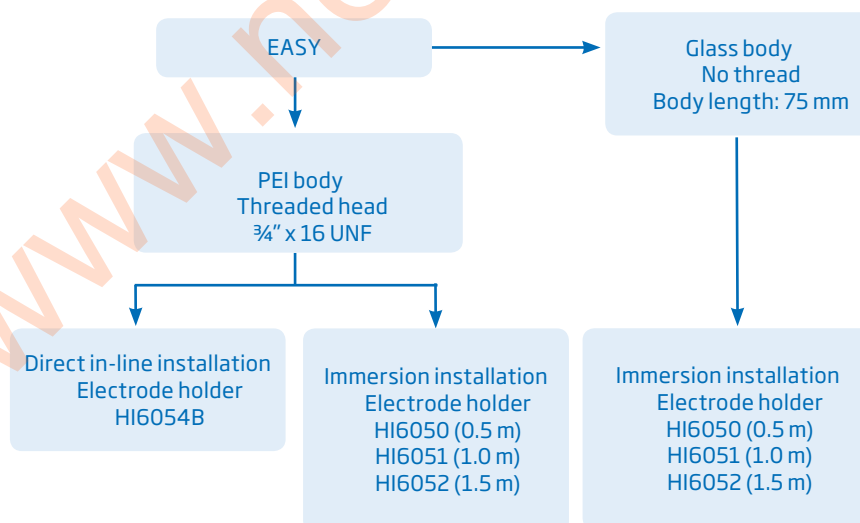 EASY
Glass body
No thread
Body length: 75 mm
PEI body
Threaded head
¾” x 16 UNF
Direct in-line installation
Electrode holder
HI6054B
Immersion installation
Electrode holder
HI6050 (0.5 m)
HI6051 (1.0 m)
HI6052 (1.5 m)
Immersion installation
Electrode holder
HI6050 (0.5 m)
HI6051 (1.0 m)
HI6052 (1.5 m)
www.ne